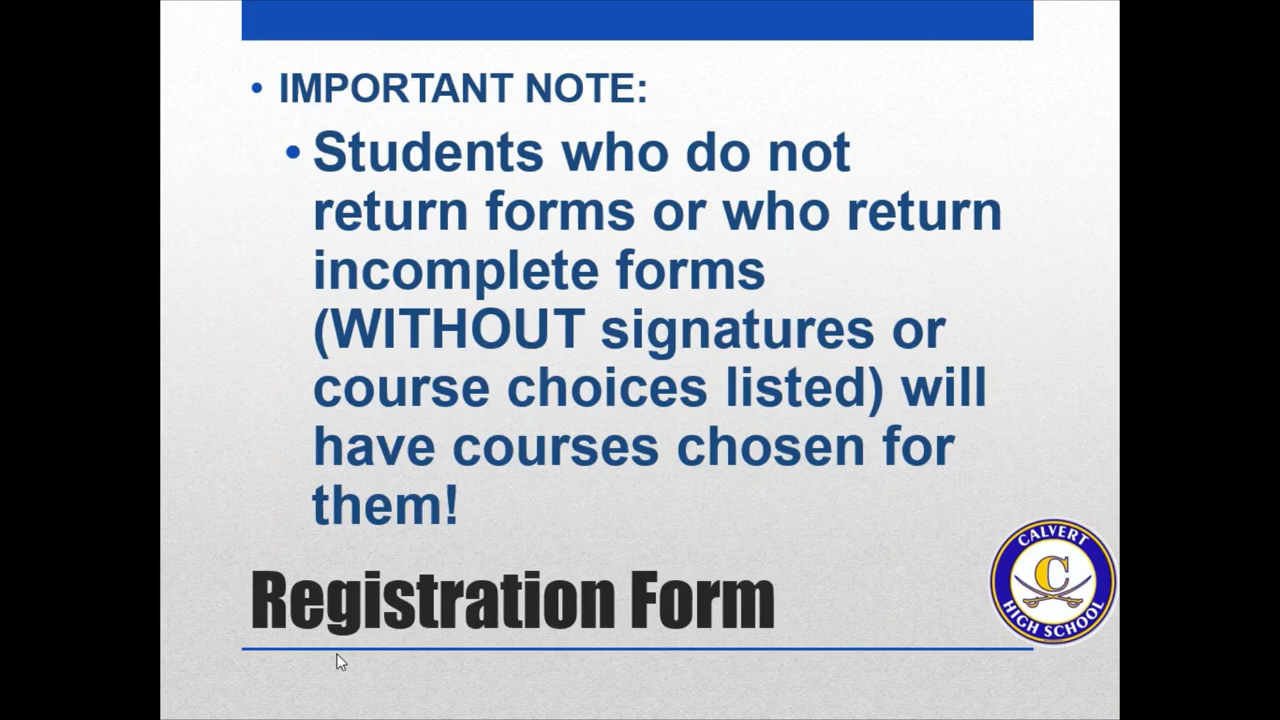 • IMPORTANT NOTE:
• Students who do not
return forms or who return
incomplete forms
(WITHOUT signatures or
course choices listed) will
have courses chosen for
them!
Registration Form
CALVERT
C
HIGH SCHOOL